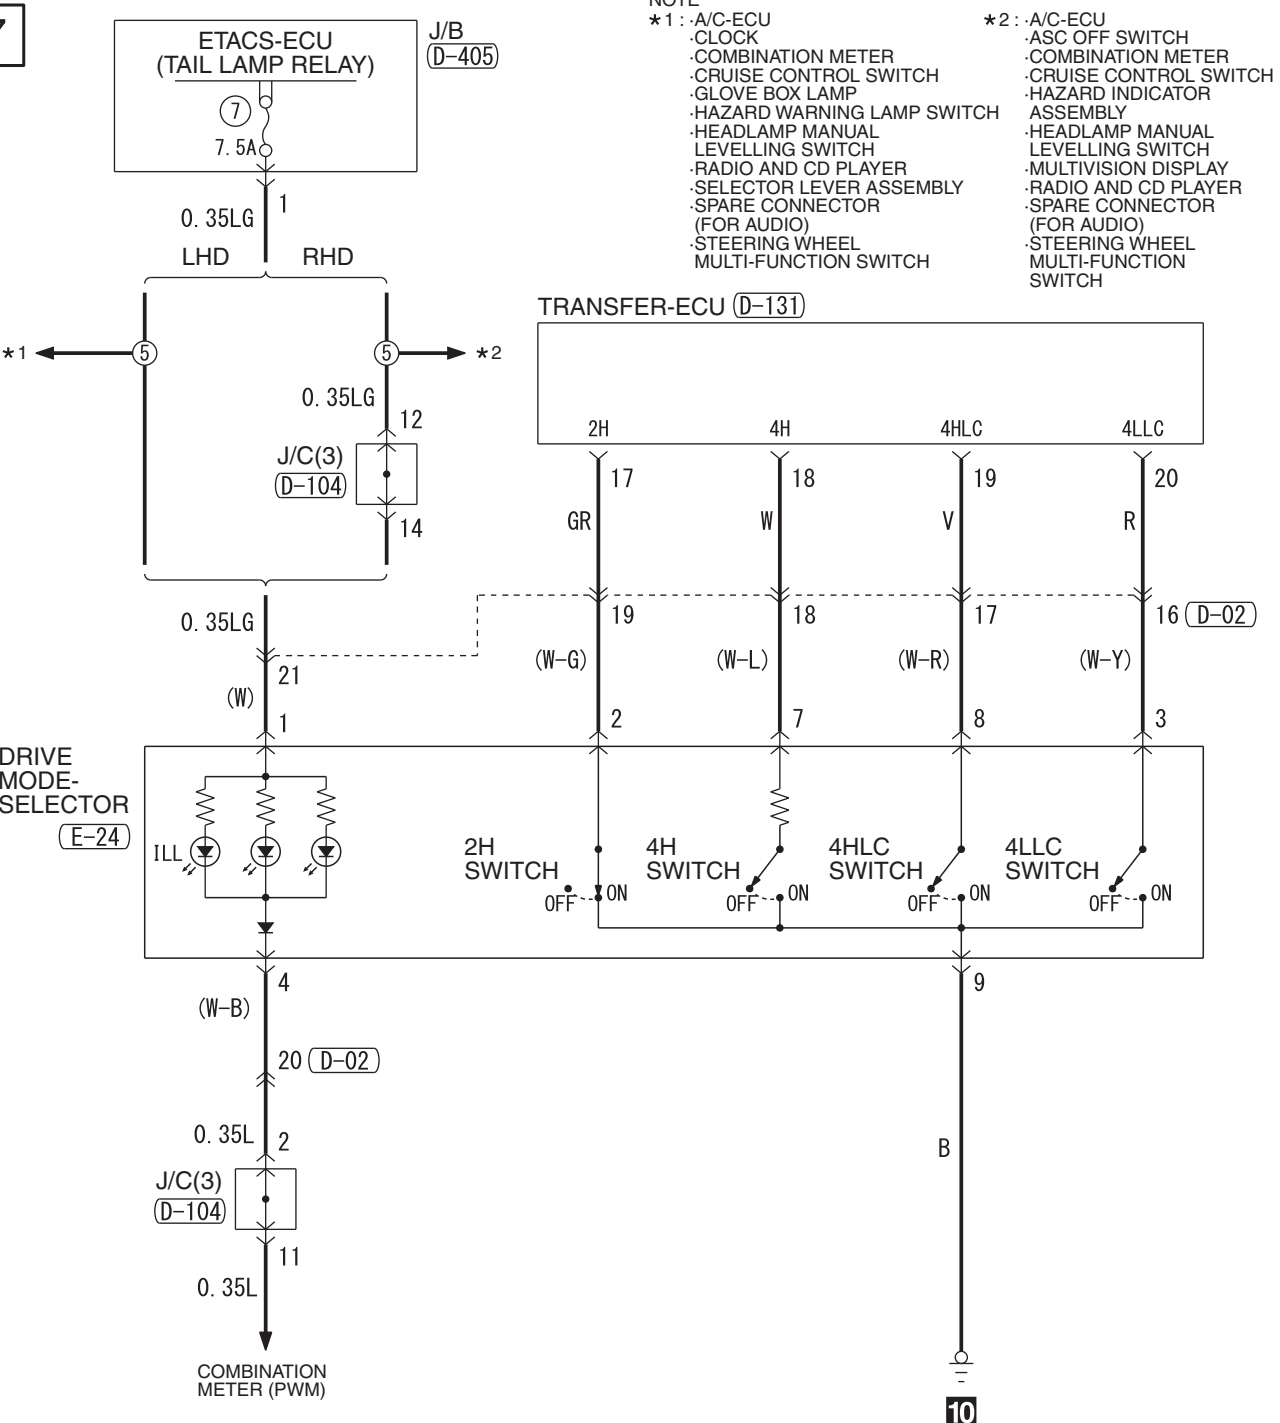 NOTE
*1 : ·A/C-ECU
·CLOCK
·COMBINATION METER
·CRUISE CONTROL SWITCH
·GLOVE BOX LAMP
·HAZARD WARNING LAMP SWITCH
·HEADLAMP MANUAL
LEVELLING SWITCH
·RADIO AND CD PLAYER
·SELECTOR LEVER ASSEMBLY
·SPARE CONNECTOR
(FOR AUDIO)
·STEERING WHEEL
MULTI-FUNCTION SWITCH
*2 : ·A/C-ECU
·ASC OFF SWITCH
·COMBINATION METER
·CRUISE CONTROL SWITCH
·HAZARD INDICATOR
ASSEMBLY
·HEADLAMP MANUAL
LEVELLING SWITCH
·MULTIVISION DISPLAY
·RADIO AND CD PLAYER
·SPARE CONNECTOR
(FOR AUDIO)
·STEERING WHEEL
MULTI-FUNCTION
SWITCH
ETACS-ECU
(TAIL LAMP RELAY)
J/B
D-405
7
7. 5A
1
0. 35LG
LHD
RHD
*1
5
5
*2
0. 35LG
12
J/C(3)
D-104
14
TRANSFER-ECU D-131
2H
4H
4HLC
4LLC
17
18
19
20
GR
W
V
R
19
18
17
16 D-02
0. 35LG
21
(W-G)
(W-L)
(W-R)
(W-Y)
(W)
1
2
7
8
3
DRIVE
MODE-
SELECTOR
E-24
ILL
2H
SWITCH
OFF
ON
4H
SWITCH
OFF
ON
4HLC
SWITCH
OFF
ON
4LLC
SWITCH
OFF
ON
4
9
(W-B)
20 D-02
0. 35L
2
B
J/C(3)
D-104
11
0. 35L
COMBINATION
METER (PWM)
10